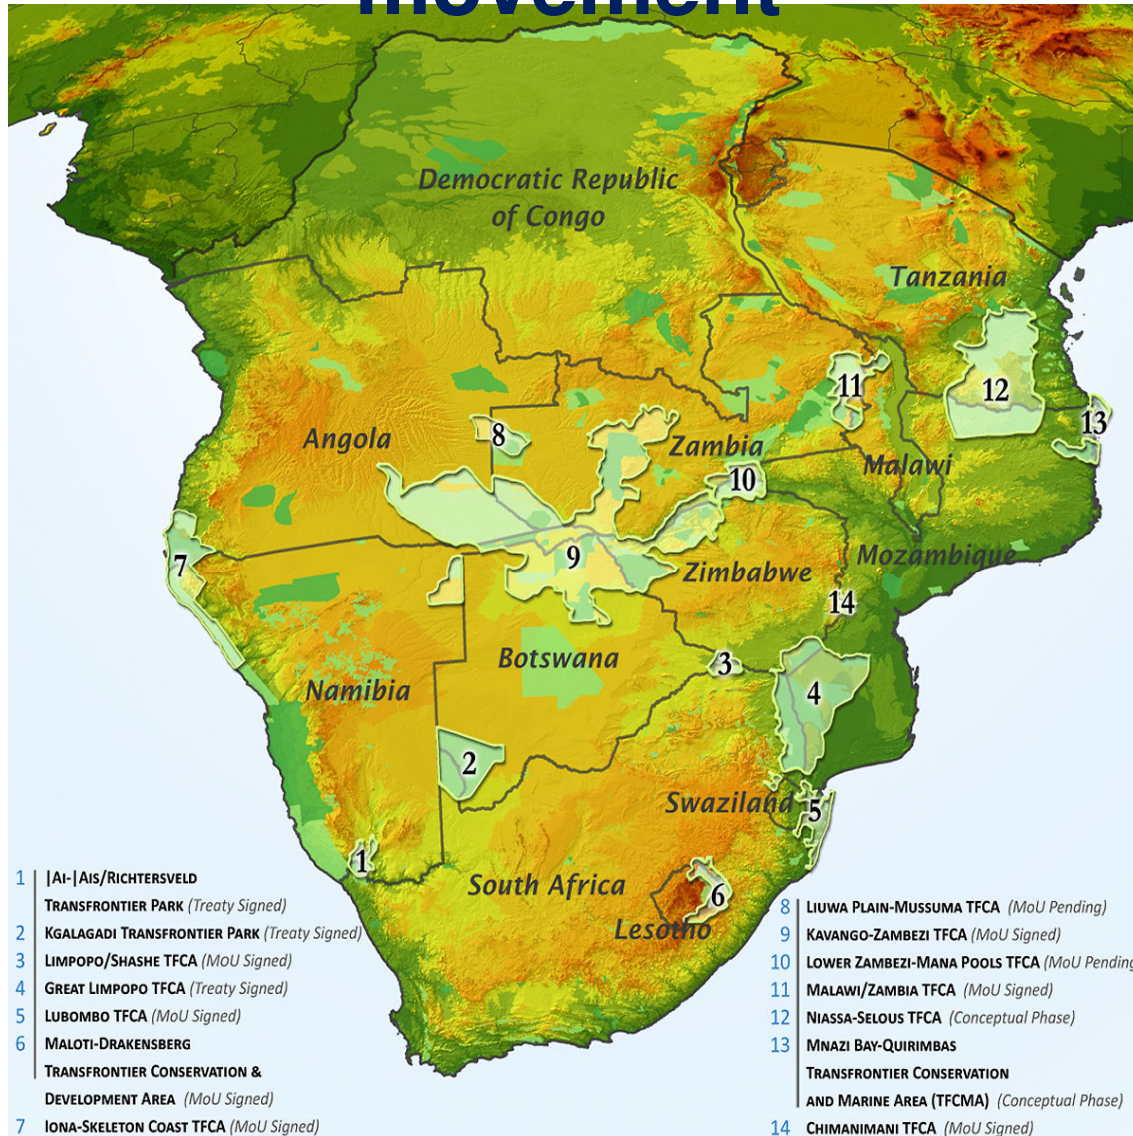 movement
Democratic Republic
of Congo
Tanzania
11
12
13
8
Angola
Zambia
Malawi
10
7
9
Mozambique
Zimbabwe
14
Botswana
3
Namibia
4
2
Swaziland
5
1
South Africa
6
Lesotho
1 |AI-|AIS/RICHTERSVELD
TRANSFRONTIER PARK (Treaty Signed)
2 KGALAGADI TRANSFRONTIER PARK (Treaty Signed)
3 LIMPOPO/SHASHE TFCA (MoU Signed)
4 GREAT LIMPOPO TFCA (Treaty Signed)
5 LUBOMBO TFCA (MoU Signed)
6 MALOTI-DRAKENSBERG
TRANSFRONTIER CONSERVATION &
DEVELOPMENT AREA (MoU Signed)
7 IONA-SKELETON COAST TFCA (MoU Signed)
8 LIUWA PLAIN-MUSSUMA TFCA (MoU Pending)
9 KAVANGO-ZAMBEZI TFCA (MoU Signed)
10 LOWER ZAMBEZI-MANA POOLS TFCA (MoU Pending
11 MALAWI/ZAMBIA TFCA (MoU Signed)
12 NIASSA-SELOUS TFCA (Conceptual Phase)
13 MNAZI BAY-QUIRIMBAS
TRANSFRONTIER CONSERVATION
AND MARINE AREA (TFCMA) (Conceptual Phase)
14 CHIMANIMANI TFCA (MoU Signed)